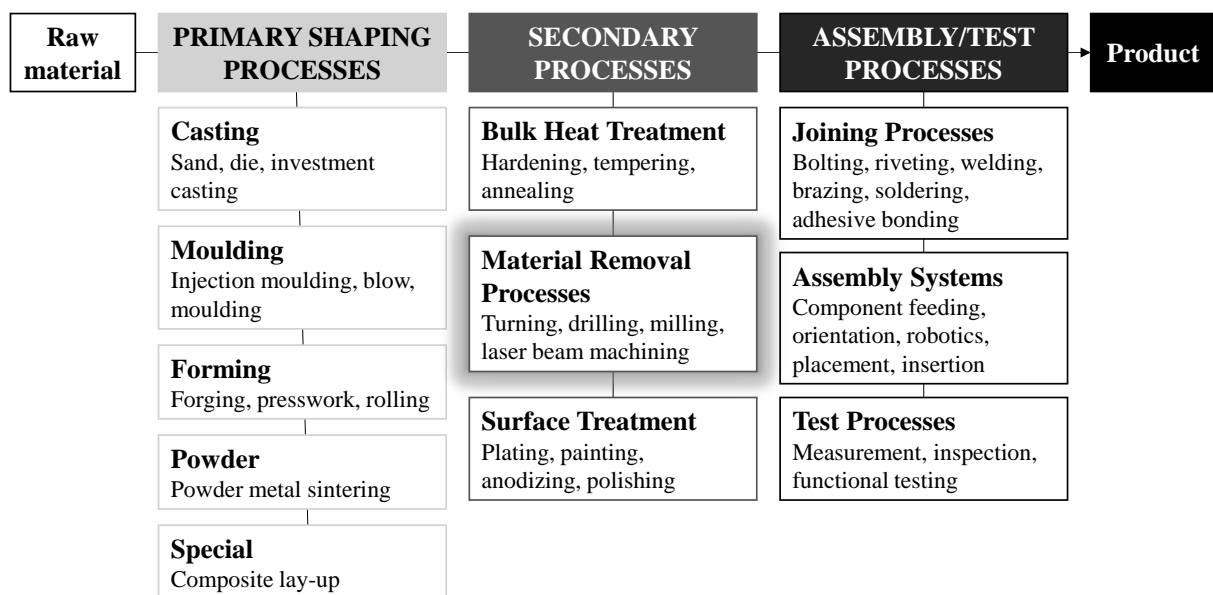 Raw
material
PRIMARY SHAPING
PROCESSES
SECONDARY
PROCESSES
ASSEMBLY/TEST
PROCESSES
Product
Casting
Sand, die, investment
casting
Moulding
Injection moulding, blow,
moulding
Forming
Forging, presswork, rolling
Powder
Powder metal sintering
Special
Composite lay-up
Bulk Heat Treatment
Hardening, tempering,
annealing
Material Removal
Processes
Turning, drilling, milling,
laser beam machining
Surface Treatment
Plating, painting,
anodizing, polishing
Joining Processes
Bolting, riveting, welding,
brazing, soldering,
adhesive bonding
Assembly Systems
Component feeding,
orientation, robotics,
placement, insertion
Test Processes
Measurement, inspection,
functional testing